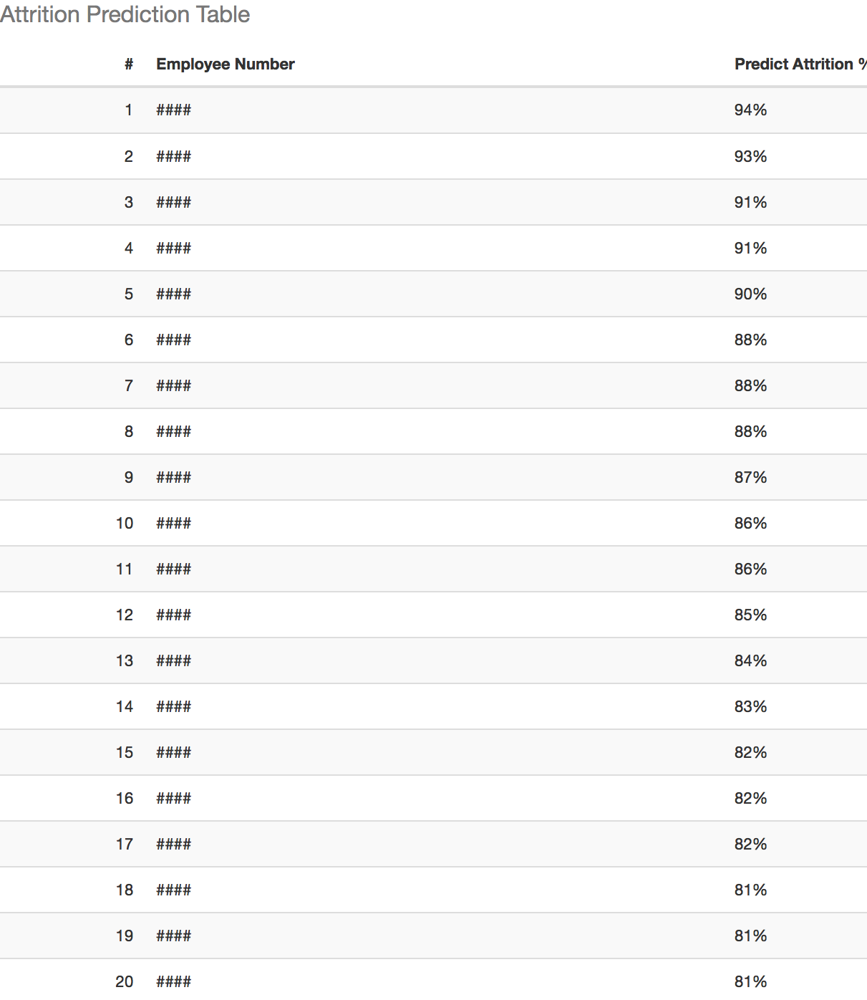 Attrition Prediction Table
# Employee Number Predict Attrition %
1 #### 94%
2 #### 93%
3 #### 91%
4 #### 91%
5 #### 90%
6 #### 88%
7 #### 88%
8 #### 88%
9 #### 87%
10 #### 86%
11 #### 86%
12 #### 85%
13 #### 84%
14 #### 83%
15 #### 82%
16 #### 82%
17 #### 82%
18 #### 81%
19 #### 81%
20 #### 81%